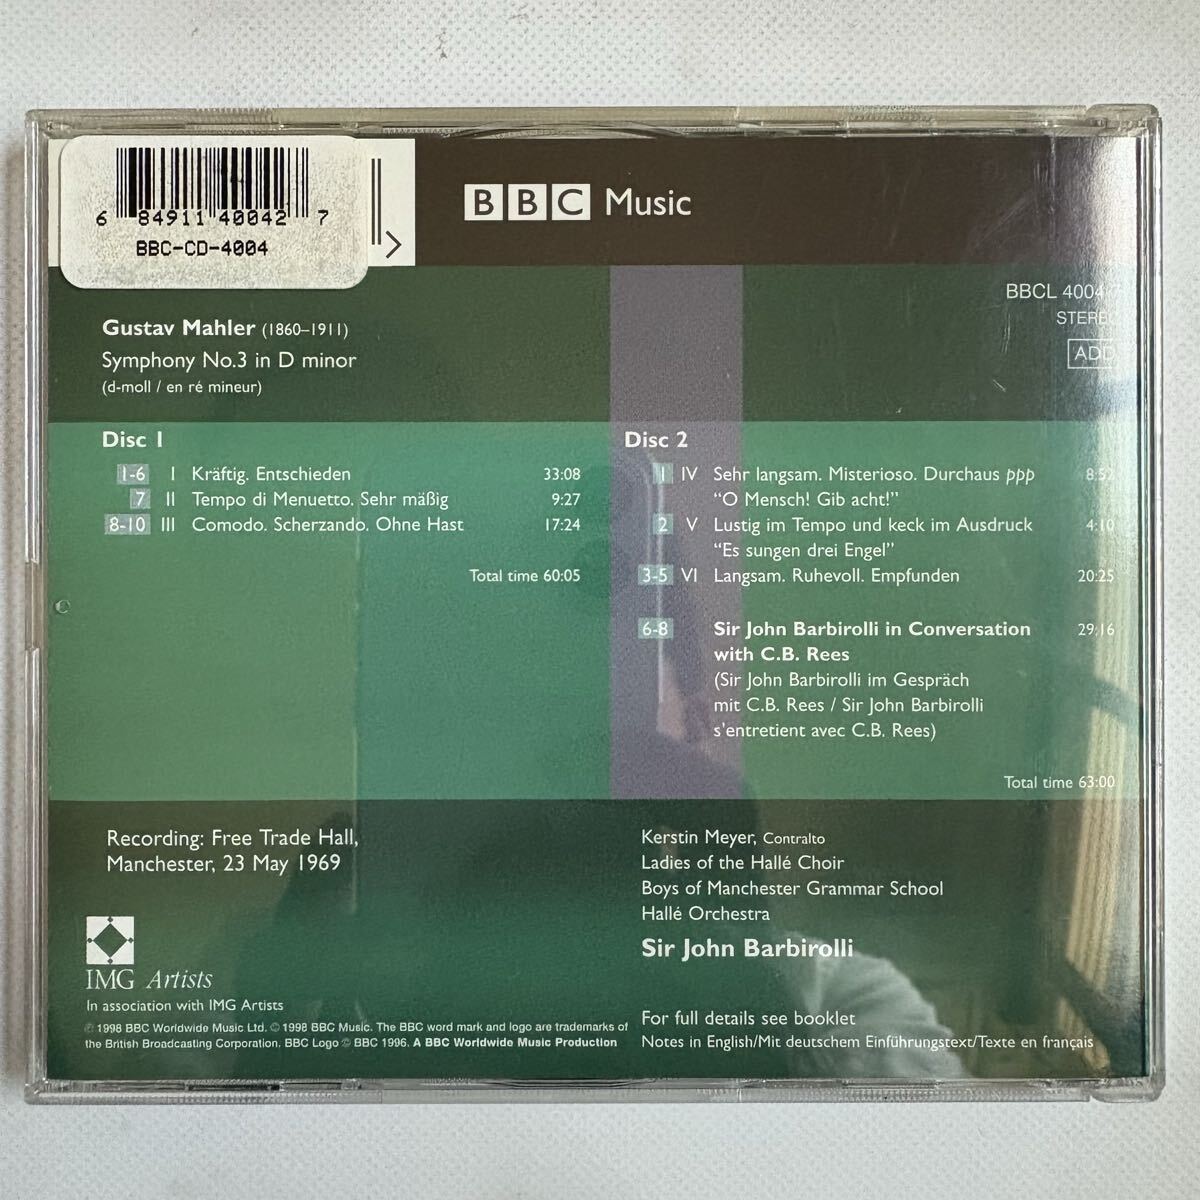 6 84911 40042 7
BBC-CD-4004
BBC Music
BBCL 4004
STEREO
ADD
Gustav Mahler (1860–1911)
Symphony No.3 in D minor
(d-moll / en ré mineur)
Disc 1
1-6 I Kräftig. Entschieden 33:08
7 II Tempo di Menuetto. Sehr mäßig 9:27
8-10 III Comodo. Scherzando. Ohne Hast 17:24
Total time 60:05
Disc 2
1 IV Sehr langsam. Misterioso. Durchaus ppp 8:52
“O Mensch! Gib acht!”
2 V Lustig im Tempo und keck im Ausdruck 4:10
“Es sungen drei Engel”
3-5 VI Langsam. Ruhevoll. Empfunden 20:25
6-8 Sir John Barbirolli in Conversation 29:16
with C.B. Rees
(Sir John Barbirolli im Gespräch
mit C.B. Rees / Sir John Barbirolli
s'entretient avec C.B. Rees)
Total time 63:00
Recording: Free Trade Hall,
Manchester, 23 May 1969
Kerstin Meyer, Contralto
Ladies of the Hallé Choir
Boys of Manchester Grammar School
Hallé Orchestra
Sir John Barbirolli
IMG Artists
In association with IMG Artists
℗ 1998 BBC Worldwide Music Ltd. © 1998 BBC Music. The BBC word mark and logo are trademarks of
the British Broadcasting Corporation. BBC Logo © BBC 1996. A BBC Worldwide Music Production
For full details see booklet
Notes in English/Mit deutschem Einführungstext/Texte en français